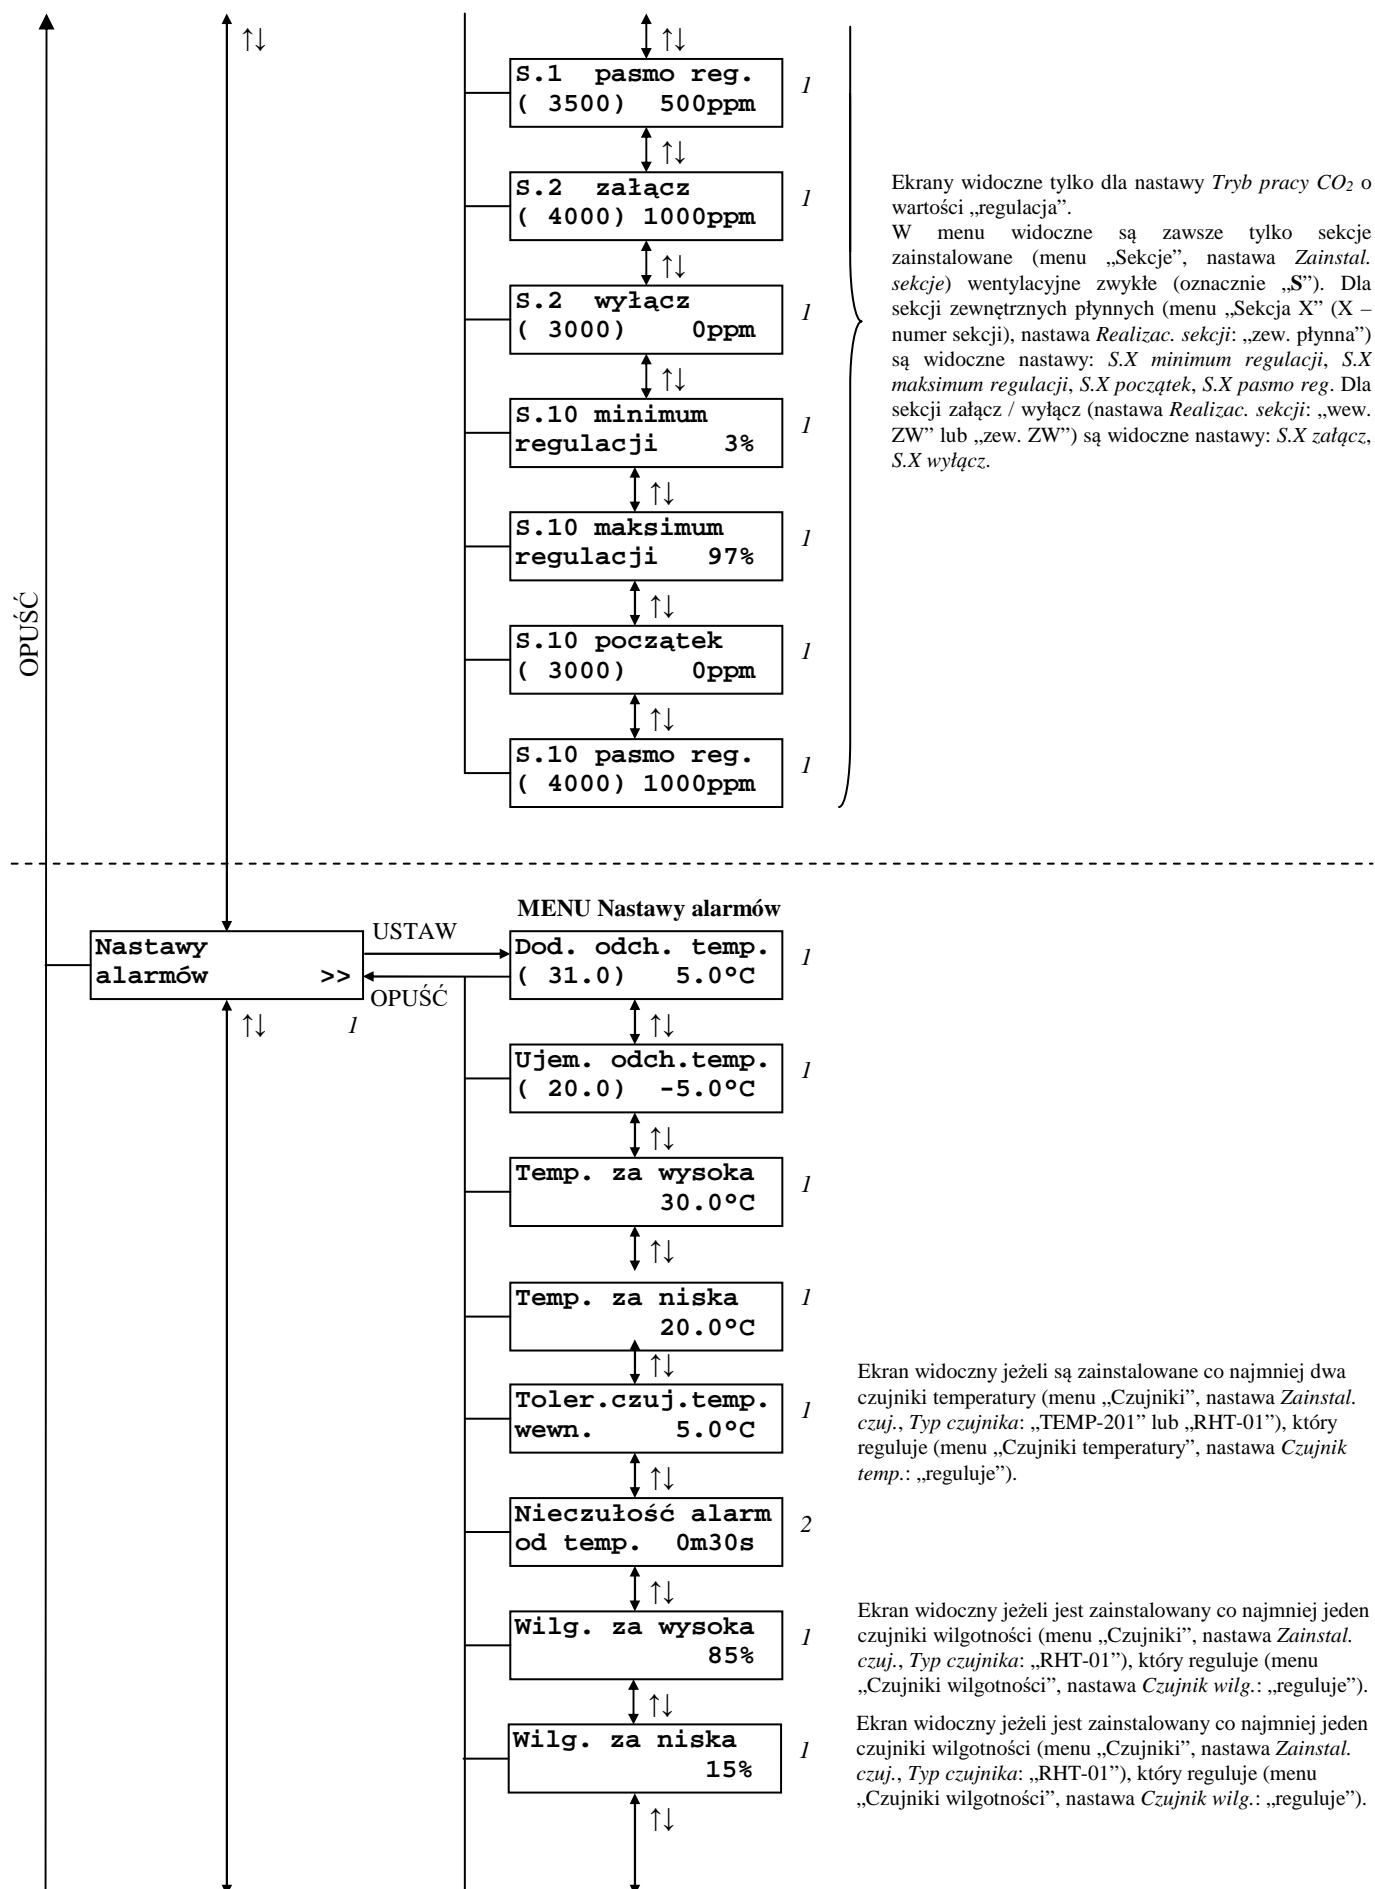 ↑↓
↑↓
S.1 pasmo reg.
( 3500) 500ppm
1
↑↓
S.2 załącz
( 4000) 1000ppm
1
↑↓
S.2 wyłącz
( 3000) 0ppm
1
↑↓
S.10 minimum
regulacji 3%
1
↑↓
S.10 maksimum
regulacji 97%
1
↑↓
S.10 początek
( 3000) 0ppm
1
↑↓
S.10 pasmo reg.
( 4000) 1000ppm
1
Ekrany widoczne tylko dla nastawy Tryb pracy CO₂ o
wartości „regulacja”.
W menu widoczne są zawsze tylko sekcje
zainstalowane (menu „Sekcje”, nastawa Zainstal.
sekcje) wentylacyjne zwykłe (oznacznie „S”). Dla
sekcji zewnętrznych płynnych (menu „Sekcja X” (X –
numer sekcji), nastawa Realizac. sekcji: „zew. płynna”)
są widoczne nastawy: S.X minimum regulacji, S.X
maksimum regulacji, S.X początek, S.X pasmo reg. Dla
sekcji załącz / wyłącz (nastawa Realizac. sekcji: „wew.
ZW” lub „zew. ZW”) są widoczne nastawy: S.X załącz,
S.X wyłącz.
OPUŚĆ
MENU Nastawy alarmów
Nastawy
alarmów >>
1
↑↓
USTAW
OPUŚĆ
Dod. odch. temp.
( 31.0) 5.0°C
1
↑↓
Ujem. odch.temp.
( 20.0) -5.0°C
1
↑↓
Temp. za wysoka
30.0°C
1
↑↓
Temp. za niska
20.0°C
1
↑↓
Toler.czuj.temp.
wewn. 5.0°C
1
Ekran widoczny jeżeli są zainstalowane co najmniej dwa
czujniki temperatury (menu „Czujniki”, nastawa Zainstal.
czuj., Typ czujnika: „TEMP-201” lub „RHT-01”), który
reguluje (menu „Czujniki temperatury”, nastawa Czujnik
temp.: „reguluje”).
↑↓
Nieczułość alarm
od temp. 0m30s
2
↑↓
Wilg. za wysoka
85%
1
Ekran widoczny jeżeli jest zainstalowany co najmniej jeden
czujniki wilgotności (menu „Czujniki”, nastawa Zainstal.
czuj., Typ czujnika: „RHT-01”), który reguluje (menu
„Czujniki wilgotności”, nastawa Czujnik wilg.: „reguluje”).
↑↓
Wilg. za niska
15%
1
Ekran widoczny jeżeli jest zainstalowany co najmniej jeden
czujniki wilgotności (menu „Czujniki”, nastawa Zainstal.
czuj., Typ czujnika: „RHT-01”), który reguluje (menu
„Czujniki wilgotności”, nastawa Czujnik wilg.: „reguluje”).
↑↓